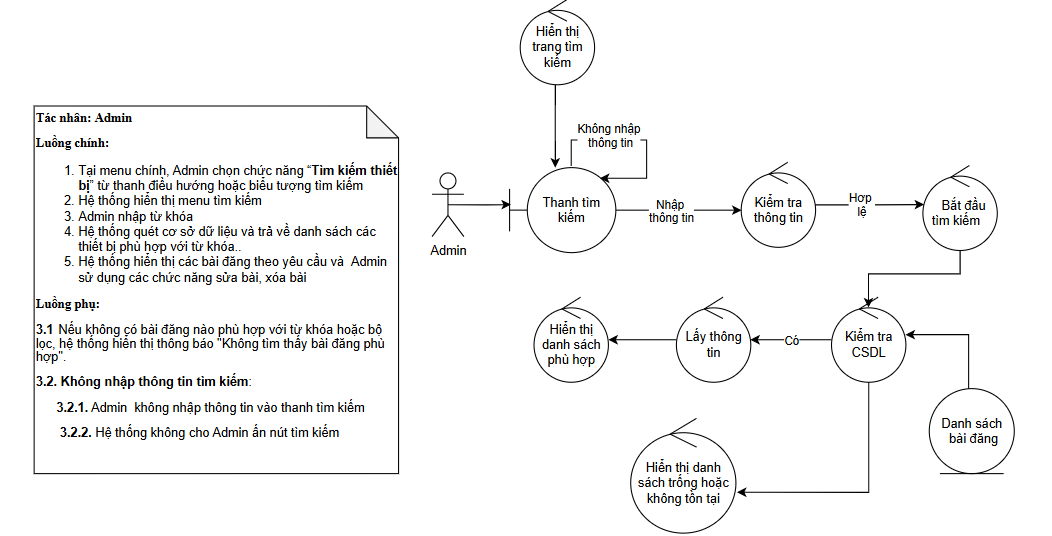 Tác nhân: Admin
Luồng chính:
1. Tại menu chính, Admin chọn chức năng “Tìm kiếm thiết
bị” từ thanh điều hướng hoặc biểu tượng tìm kiếm
2. Hệ thống hiển thị menu tìm kiếm
3. Admin nhập từ khóa
4. Hệ thống quét cơ sở dữ liệu và trả về danh sách các
thiết bị phù hợp với từ khóa..
5. Hệ thống hiển thị các bài đăng theo yêu cầu và Admin
sử dụng các chức năng sửa bài, xóa bài
Luồng phụ:
3.1 Nếu không có bài đăng nào phù hợp với từ khóa hoặc bộ
lọc, hệ thống hiển thị thông báo "Không tìm thấy bài đăng phù
hợp".
3.2. Không nhập thông tin tìm kiếm:
3.2.1. Admin không nhập thông tin vào thanh tìm kiếm
3.2.2. Hệ thống không cho Admin ấn nút tìm kiếm
Hiển thị
trang tìm
kiếm
Không nhập
thông tin
Admin
Thanh tìm
kiếm
Nhập
thông tin
Kiểm tra
thông tin
Hợp
lệ
Bắt đầu
tìm kiếm
Hiển thị
danh sách
phù hợp
Lấy thông
tin
Có
Kiểm tra
CSDL
Danh sách
bài đăng
Hiển thị danh
sách trống hoặc
không tồn tại